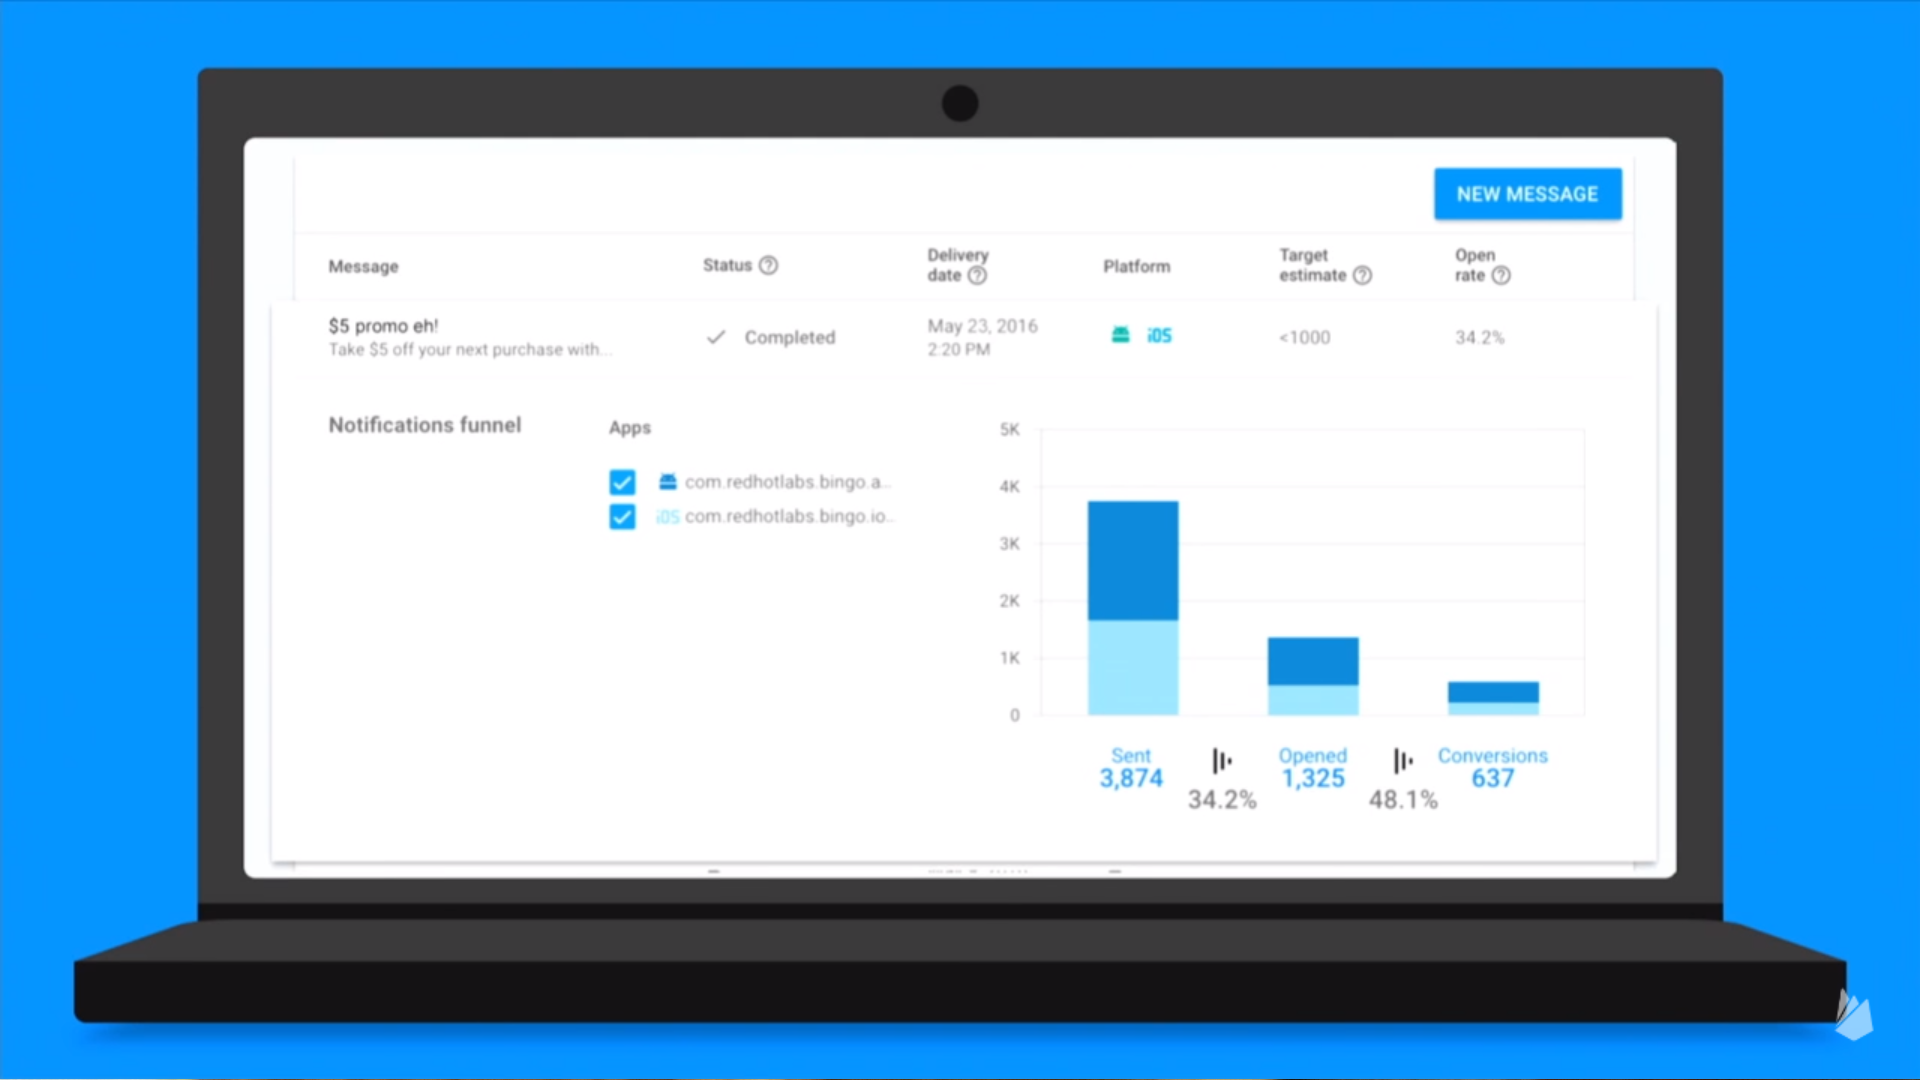 NEW MESSAGE
Message
Status
Delivery
date
Platform
Target
estimate
Open
rate
$5 promo eh!
Take $5 off your next purchase with...
Completed
May 23, 2016
2:20 PM
iOS
<1000
34.2%
Notifications funnel
Apps
com.redhotlabs.bingo.a...
iOS com.redhotlabs.bingo.io...
5K
4K
3K
2K
1K
0
Sent
3,874
34.2%
Opened
1,325
48.1%
Conversions
637